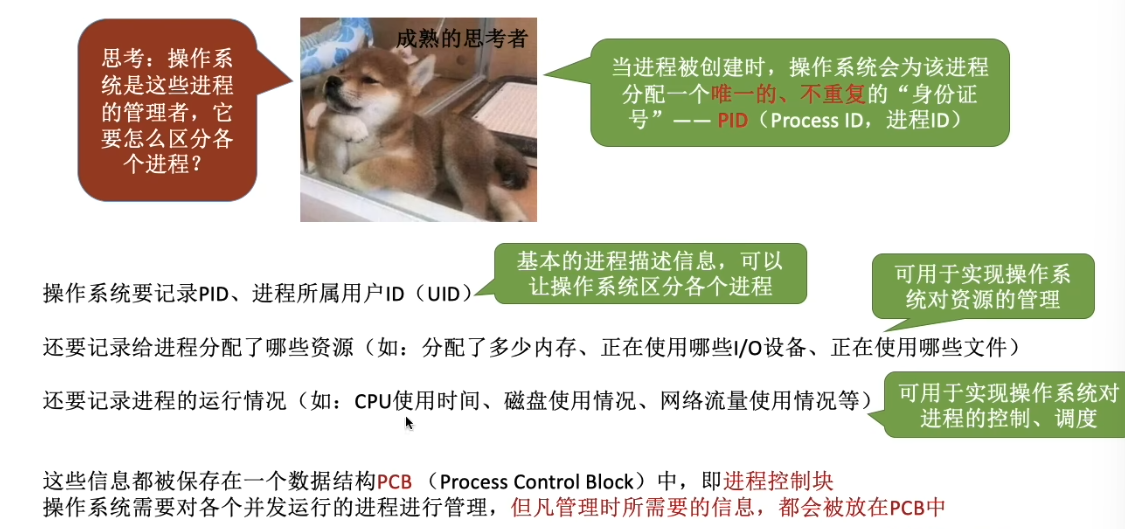 思考：操作系
统是这些进程
的管理者，它
要怎么区分各
个进程？
成熟的思考者
当进程被创建时，操作系统会为该进程
分配一个唯一的、不重复的“身份证
号”—— PID（Process ID，进程ID）
基本的进程描述信息，可以
让操作系统区分各个进程
操作系统要记录PID、进程所属用户ID（UID）
可用于实现操作系
统对资源的管理
还要记录给进程分配了哪些资源（如：分配了多少内存、正在使用哪些I/O设备、正在使用哪些文件）
可用于实现操作系统对
进程的控制、调度
还要记录进程的运行情况（如：CPU使用时间、磁盘使用情况、网络流量使用情况等）
这些信息都被保存在一个数据结构PCB （Process Control Block）中，即进程控制块
操作系统需要对各个并发运行的进程进行管理，但凡管理时所需要的信息，都会被放在PCB中